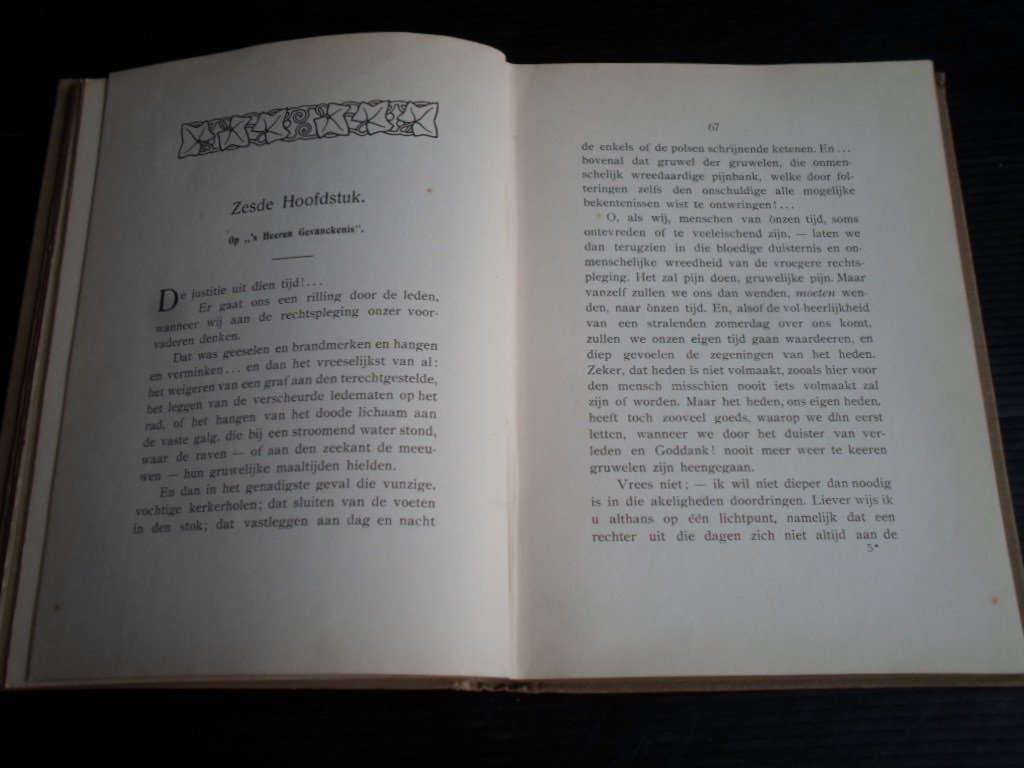 Zesde Hoofdstuk.
Op „'s Heeren Gevanckenis".
De justitie uit dien tijd!...
Er gaat ons een rilling door de leden,
wanneer wij aan de rechtspleging onzer voor-
vaderen denken.
Dat was geeselen en brandmerken en hangen
en verminken... en dan het vreeselijkst van al:
het weigeren van een graf aan den terechtgestelde,
het leggen van de verscheurde ledematen op het
rad, of het hangen van het doode lichaam aan
de vaste galg, die bij een stroomend water stond,
waar de raven — of aan den zeekant de meeu-
wen — hun gruwelijke maaltijden hielden.
En dan in het genadigste geval die vunzige,
vochtige kerkerholen; dat sluiten van de voeten
in den stok; dat vastleggen aan dag en nacht
67
de enkels of de polsen schrijnende ketenen. En...
bovenal dat gruwel der gruwelen, die onmen-
schelijk wreedaardige pijnbank, welke door fol-
teringen zelfs den onschuldige alle mogelijke
bekentenissen wist te ontwringen!...
O, als wij, menschen van ònzen tijd, soms
ontevreden of te veeleischend zijn, — laten we
dan terugzien in die bloedige duisternis en on-
menschelijke wreedheid van de vroegere rechts-
pleging. Het zal pijn doen, gruwelijke pijn. Maar
vanzelf zullen we ons dan wenden, moeten wen-
den, naar ònzen tijd. En, alsof de vol-heerlijkheid
van een stralenden zomerdag over ons komt,
zullen we onzen eigen tijd gaan waardeeren, en
diep gevoelen de zegeningen van het heden.
Zeker, dat heden is niet volmaakt, zooals hier voor
den mensch misschien nooit iets volmaakt zal
zijn of worden. Maar het heden, ons eigen heden,
heeft toch zooveel goeds, waarop we dàn eerst
letten, wanneer we door het duister van ver-
leden en Goddank! nooit meer weer te keeren
gruwelen zijn heengegaan.
Vrees niet; — ik wil niet dieper dan noodig
is in die akeligheden doordringen. Liever wijs ik
u althans op één lichtpunt, namelijk dat een
rechter uit die dagen zich niet altijd aan de
5*